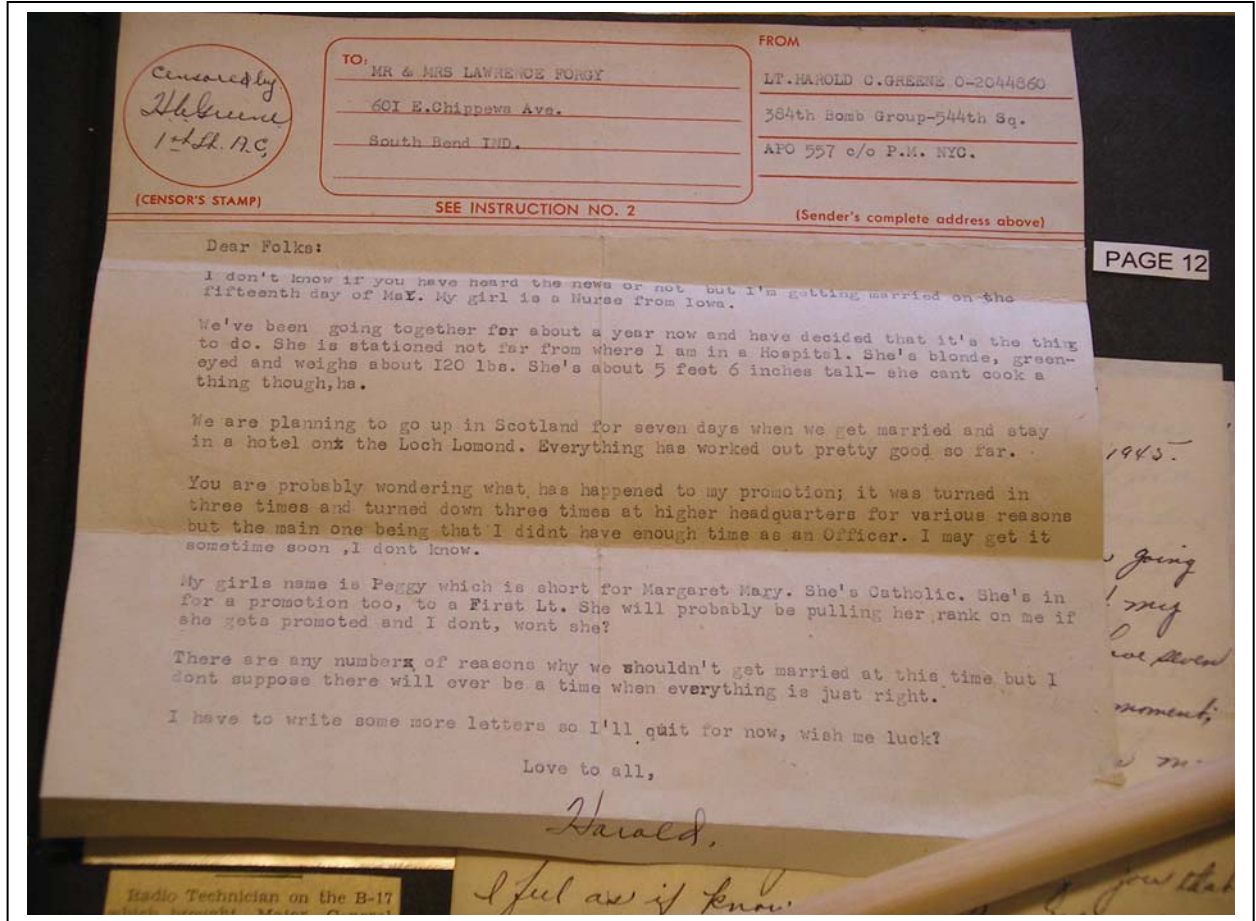 Censored by
H C Greene
1st Lt. A.C,
(CENSOR'S STAMP)
TO:
MR & MRS LAWRENCE FORGY
60I E.Chippewa Ave.
South Bend IND.
SEE INSTRUCTION NO. 2
FROM
LT.HAROLD C.GREENE O-2044860
384th Bomb Group-544th Sq.
APO 557 c/o P.M. NYC.
(Sender's complete address above)
PAGE 12
Dear Folks:
I don't know if you have heard the news or not but I'm getting married on the
fifteenth day of MaY. My girl is a Nurse from Iowa.
We've been going together for about a year now and have decided that it's the thing
to do. She is stationed not far from where I am in a Hospital. She's blonde, green-
eyed and weighs about I20 lbs. She's about 5 feet 6 inches tall- she cant cook a
thing though,ha.
We are planning to go up in Scotland for seven days when we get married and stay
in a hotel onx the Loch Lomond. Everything has worked out pretty good so far.
You are probably wondering what has happened to my promotion; it was turned in
three times and turned down three times at higher headquarters for various reasons
but the main one being that I didnt have enough time as an Officer. I may get it
sometime soon ,I dont know.
My girls name is Peggy which is short for Margaret Mary. She's Catholic. She's in
for a promotion too, to a First Lt. She will probably be pulling her rank on me if
she gets promoted and I dont, wont she?
There are any numberx of reasons why we shouldn't get married at this time but I
dont suppose there will ever be a time when everything is just right.
I have to write some more letters so I'll quit for now, wish me luck?
Love to all,
Harold.
1945.
going
my
seven
moment,
Radio Technician on the B-17
which brought Major General
I feel as if know
you that